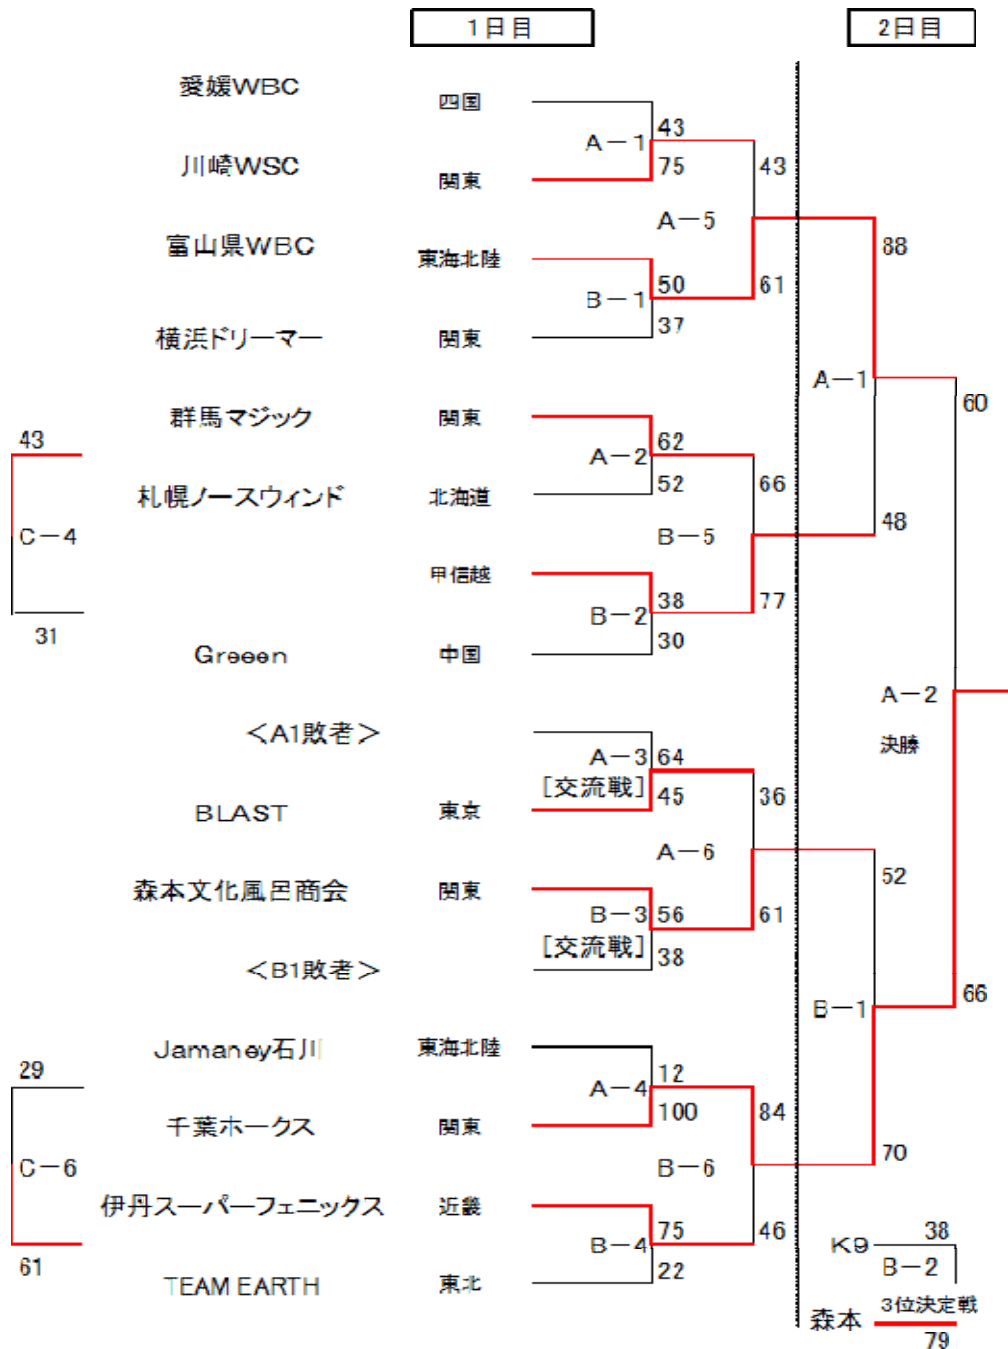 1日目
2日目
愛媛WBC
四国
43
A－1
川崎WSC
75
43
関東
A－5
富山県WBC
東海北陸
88
50
61
B－1
37
横浜ドリーマー
関東
A－1
60
群馬マジック
関東
43
62
A－2
52
66
札幌ノースウィンド
北海道
48
C－4
B－5
甲信越
38
77
B－2
31
30
Greeen
中国
A－2
＜A1敗者＞
決勝
A－3
64
[交流戦]
45
36
BLAST
東京
A－6
52
森本文化風呂商会
関東
B－3
56
61
[交流戦]
38
＜B1敗者＞
66
B－1
Jamaney石川
東海北陸
29
12
A－4
100
84
千葉ホークス
関東
70
C－6
B－6
伊丹スーパーフェニックス
近畿
75
46
K9
38
B－4
61
22
B－2
TEAM EARTH
東北
3位決定戦
森本
79